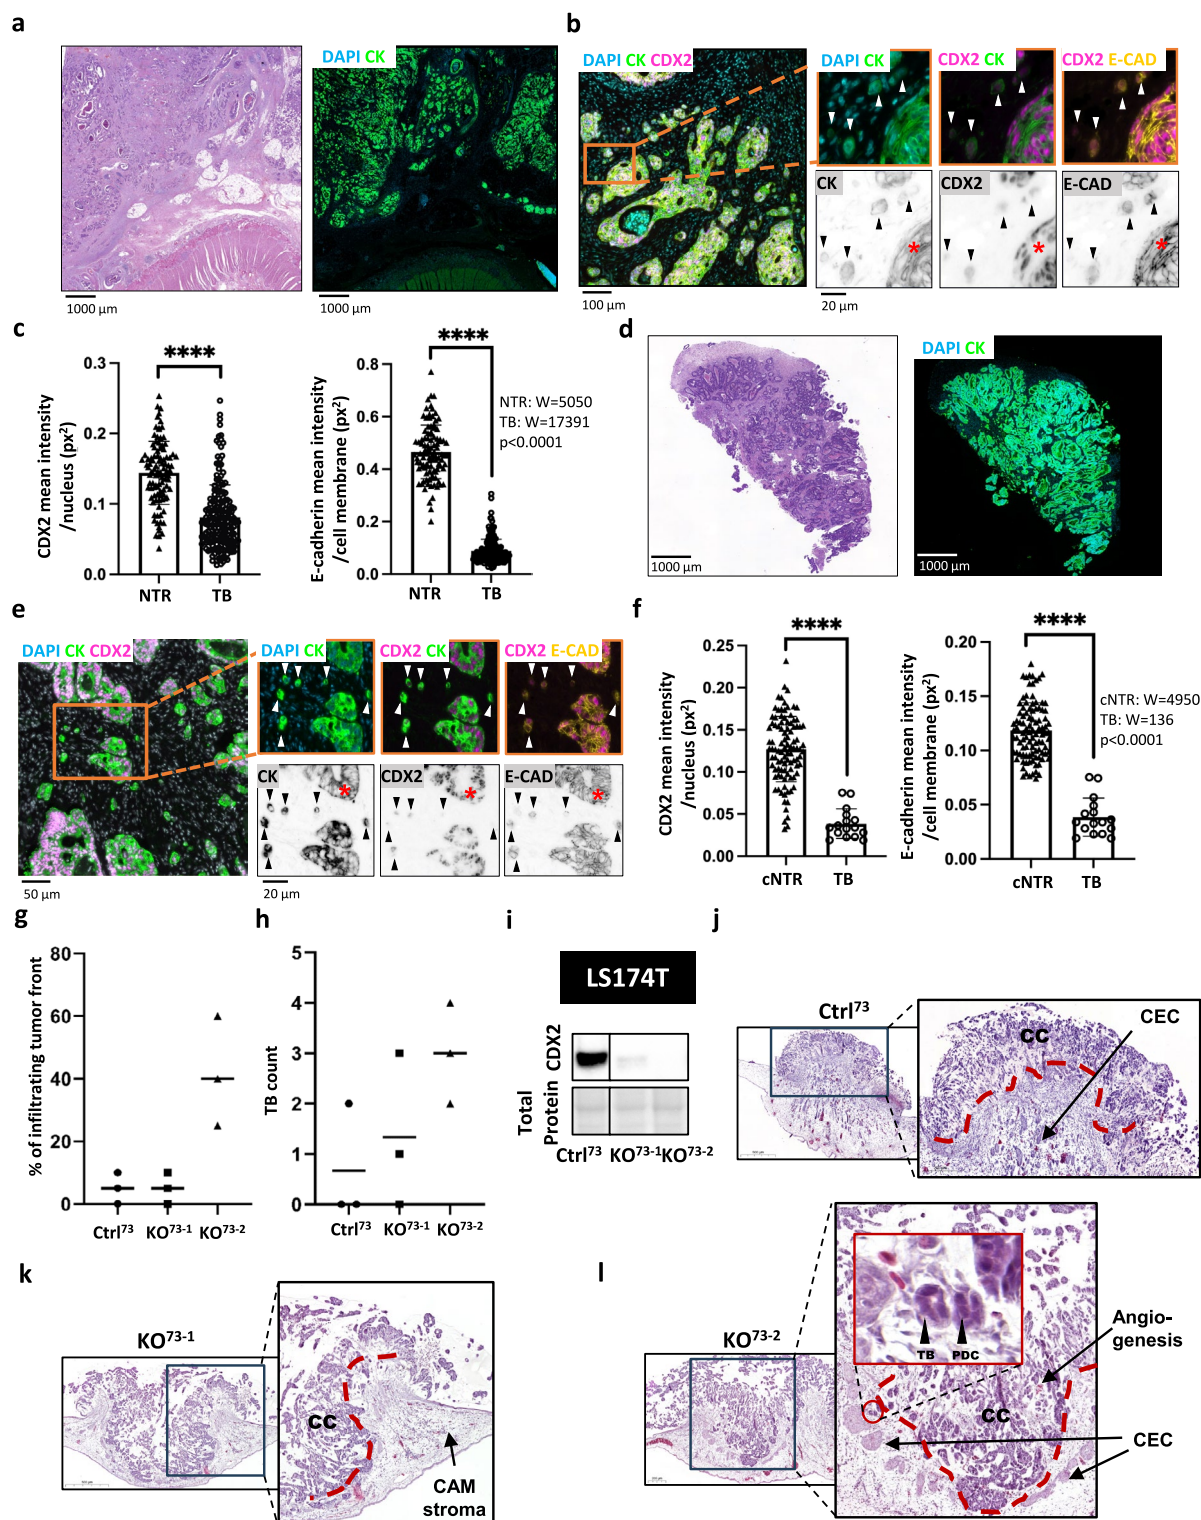 a
DAPI CK
1000 µm
1000 µm
b
DAPI CK CDX2
DAPI CK
CDX2 CK
CDX2 E-CAD
CK
CDX2
E-CAD
*
*
*
100 µm
20 µm
c
CDX2 mean intensity
/nucleus (px²)
0.3
0.2
0.1
0.0
****
NTR
TB
E-cadherin mean intensity
/cell membrane (px²)
0.8
0.6
0.4
0.2
0.0
****
NTR
TB
NTR: W=5050
TB: W=17391
p<0.0001
d
DAPI CK
1000 µm
1000 µm
e
DAPI CK CDX2
DAPI CK
CDX2 CK
CDX2 E-CAD
CK
CDX2
E-CAD
*
*
*
50 µm
20 µm
f
CDX2 mean intensity
/nucleus (px²)
0.25
0.20
0.15
0.10
0.05
0.00
****
cNTR
TB
E-cadherin mean intensity
/cell membrane (px²)
0.20
0.15
0.10
0.05
0.00
****
cNTR
TB
cNTR: W=4950
TB: W=136
p<0.0001
g
% of infiltrating tumor front
80
60
40
20
0
Ctrl⁷³
KO⁷³⁻¹
KO⁷³⁻²
h
TB count
5
4
3
2
1
0
Ctrl⁷³
KO⁷³⁻¹
KO⁷³⁻²
i
LS174T
CDX2
Total
Protein
Ctrl⁷³
KO⁷³⁻¹
KO⁷³⁻²
j
Ctrl⁷³
CC
CEC
k
KO⁷³⁻¹
CC
CAM
stroma
l
KO⁷³⁻²
TB
PDC
Angio-
genesis
CC
CEC